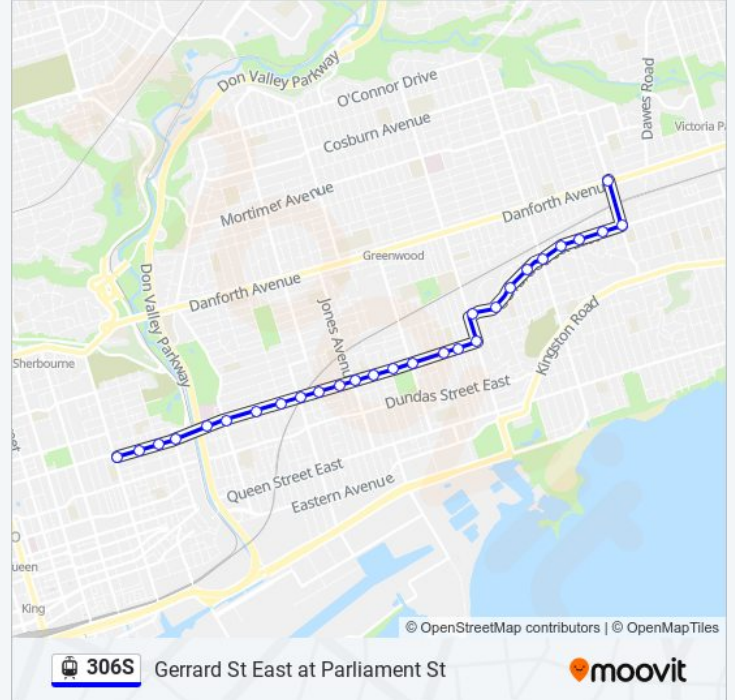 Don Valley Parkway
O'Connor Drive
Dawes Road
Cosburn Avenue
Victoria Pa
Mortimer Avenue
Danforth Avenu
Greenwood
Don Valley Parkway
Danforth Avenue
Jones Avenu
Kingston Road
Sherbourne
Dundas Street East
Queen Street East
Eastern Avenue
ueen
King
© OpenStreetMap contributors | © OpenMapTiles
306S Gerrard St East at Parliament St
moovit